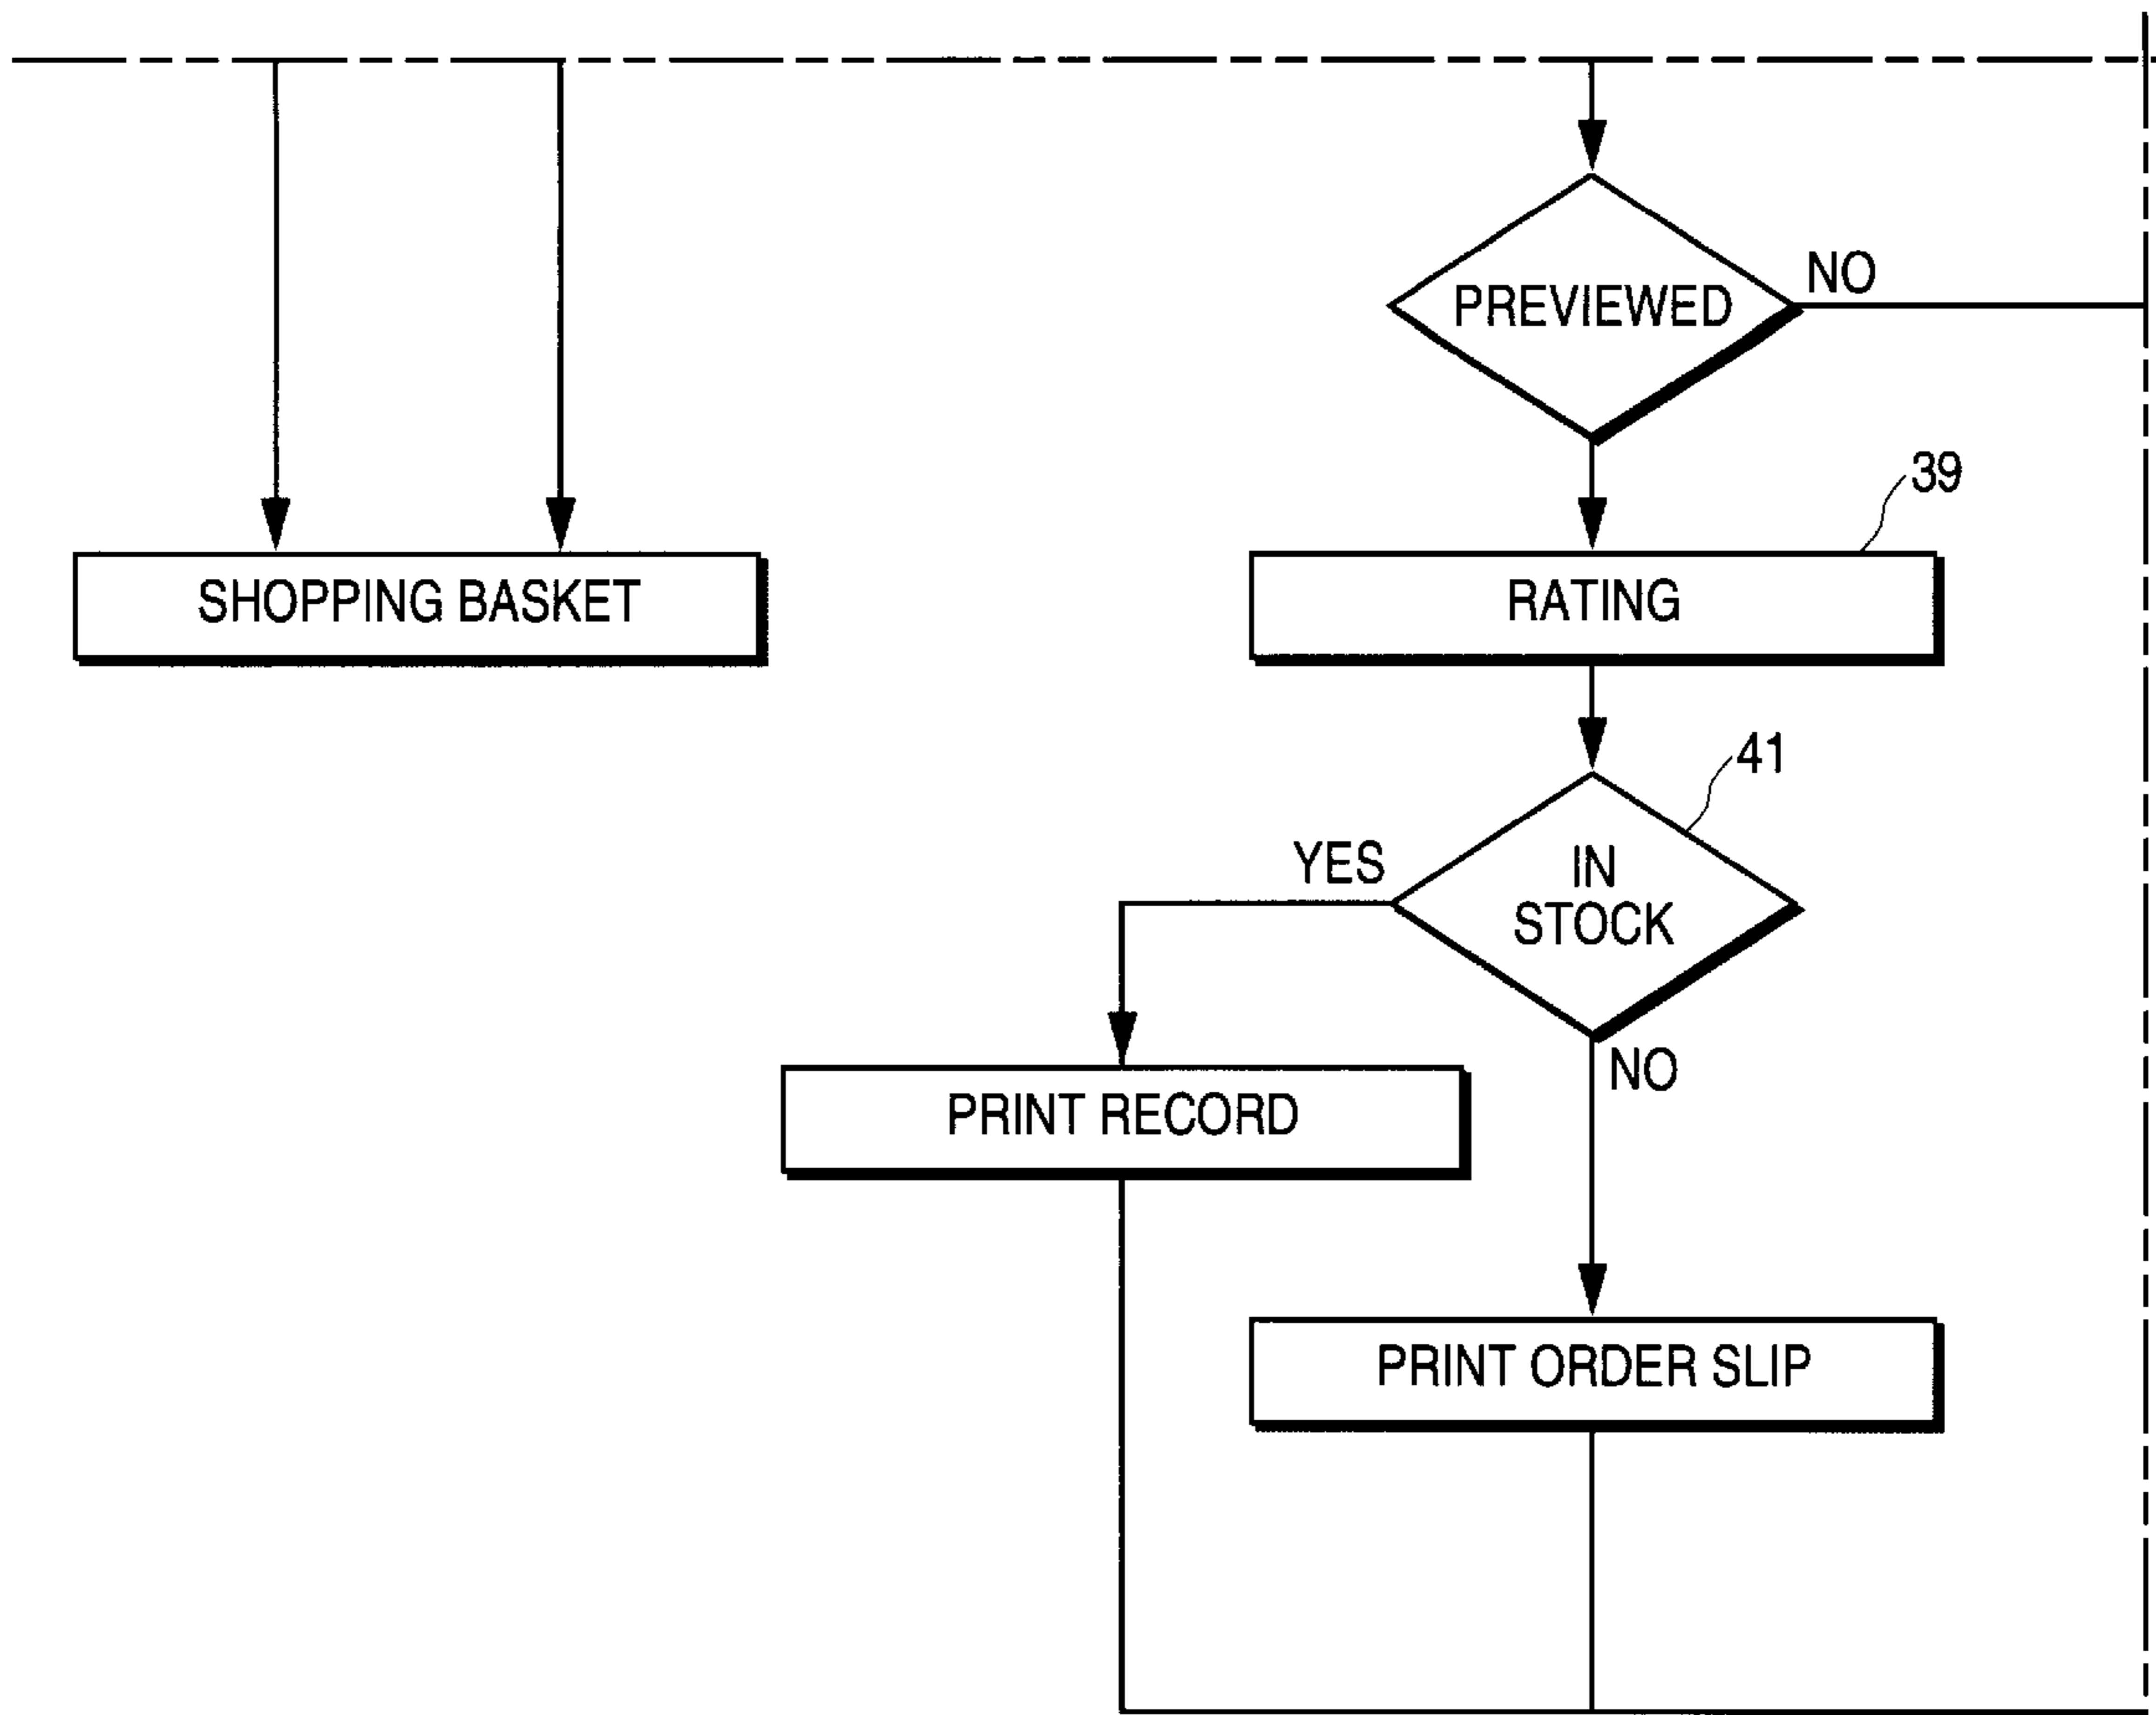 PREVIEWED
NO
39
SHOPPING BASKET
RATING
41
YES
IN
STOCK
NO
PRINT RECORD
PRINT ORDER SLIP